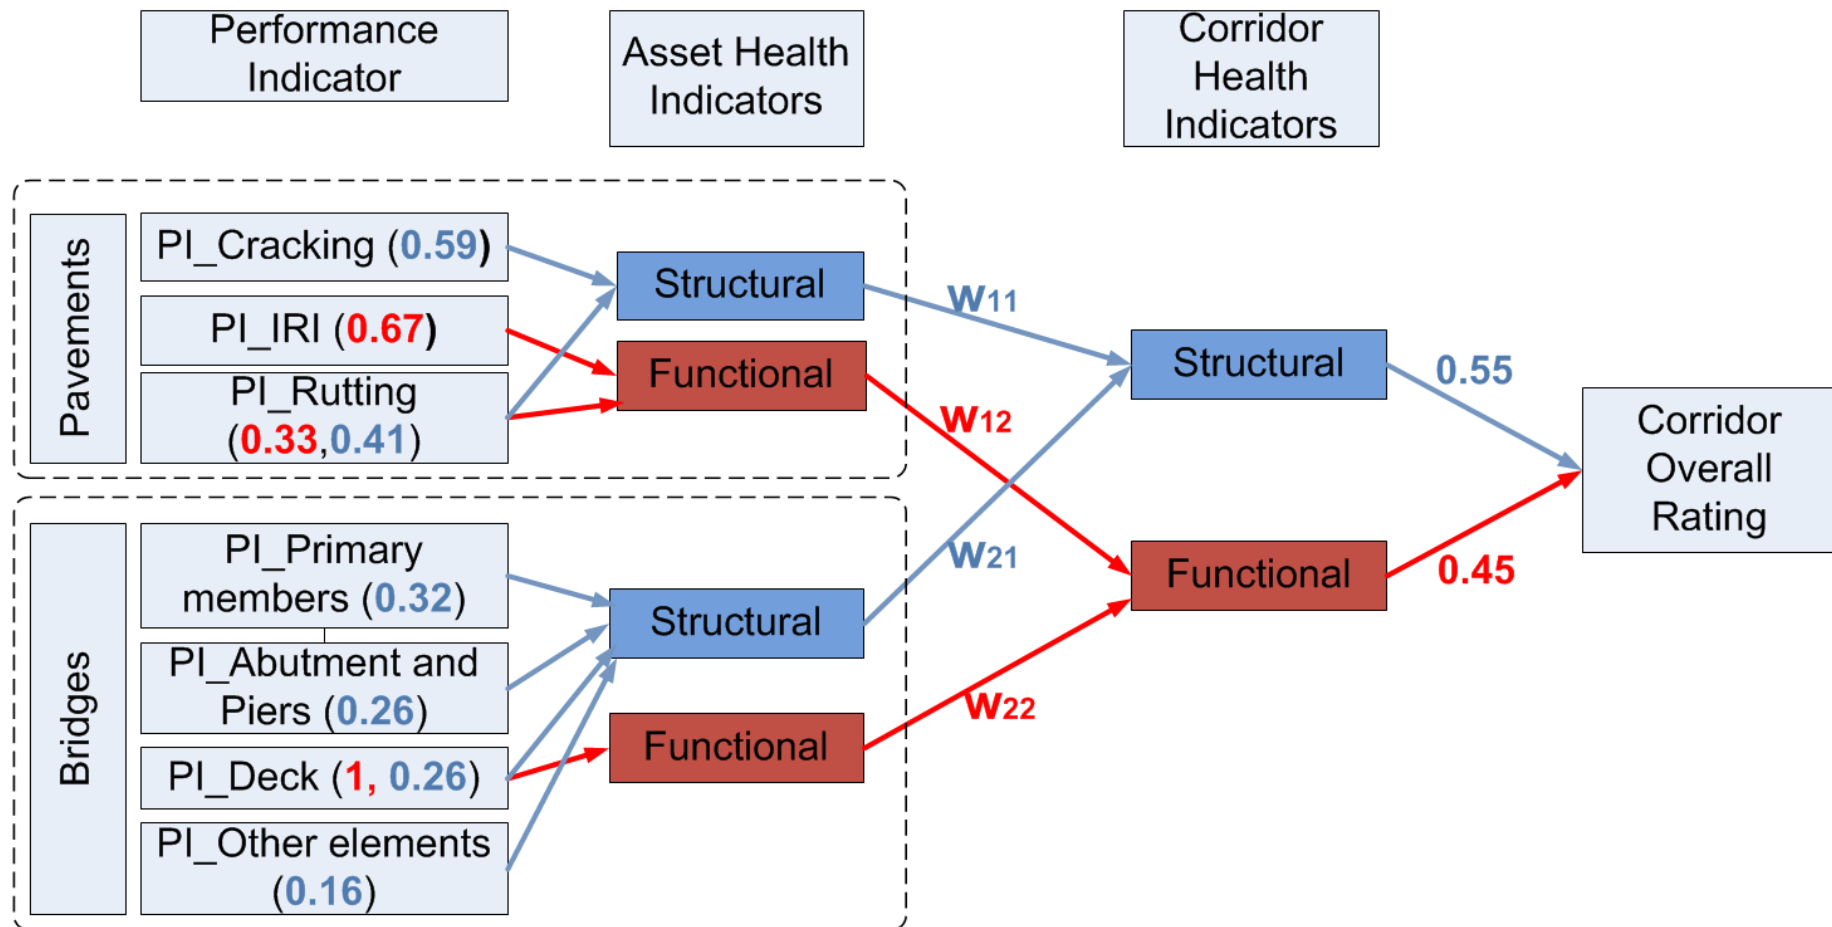 Performance
Indicator
Asset Health
Indicators
Corridor
Health
Indicators
Pavements
PI_Cracking (0.59)
PI_IRI (0.67)
PI_Rutting
(0.33,0.41)
Structural
Functional
W11
W12
Structural
0.55
Corridor
Overall
Rating
Bridges
PI_Primary
members (0.32)
PI_Abutment and
Piers (0.26)
PI_Deck (1, 0.26)
PI_Other elements
(0.16)
Structural
Functional
W21
W22
Functional
0.45